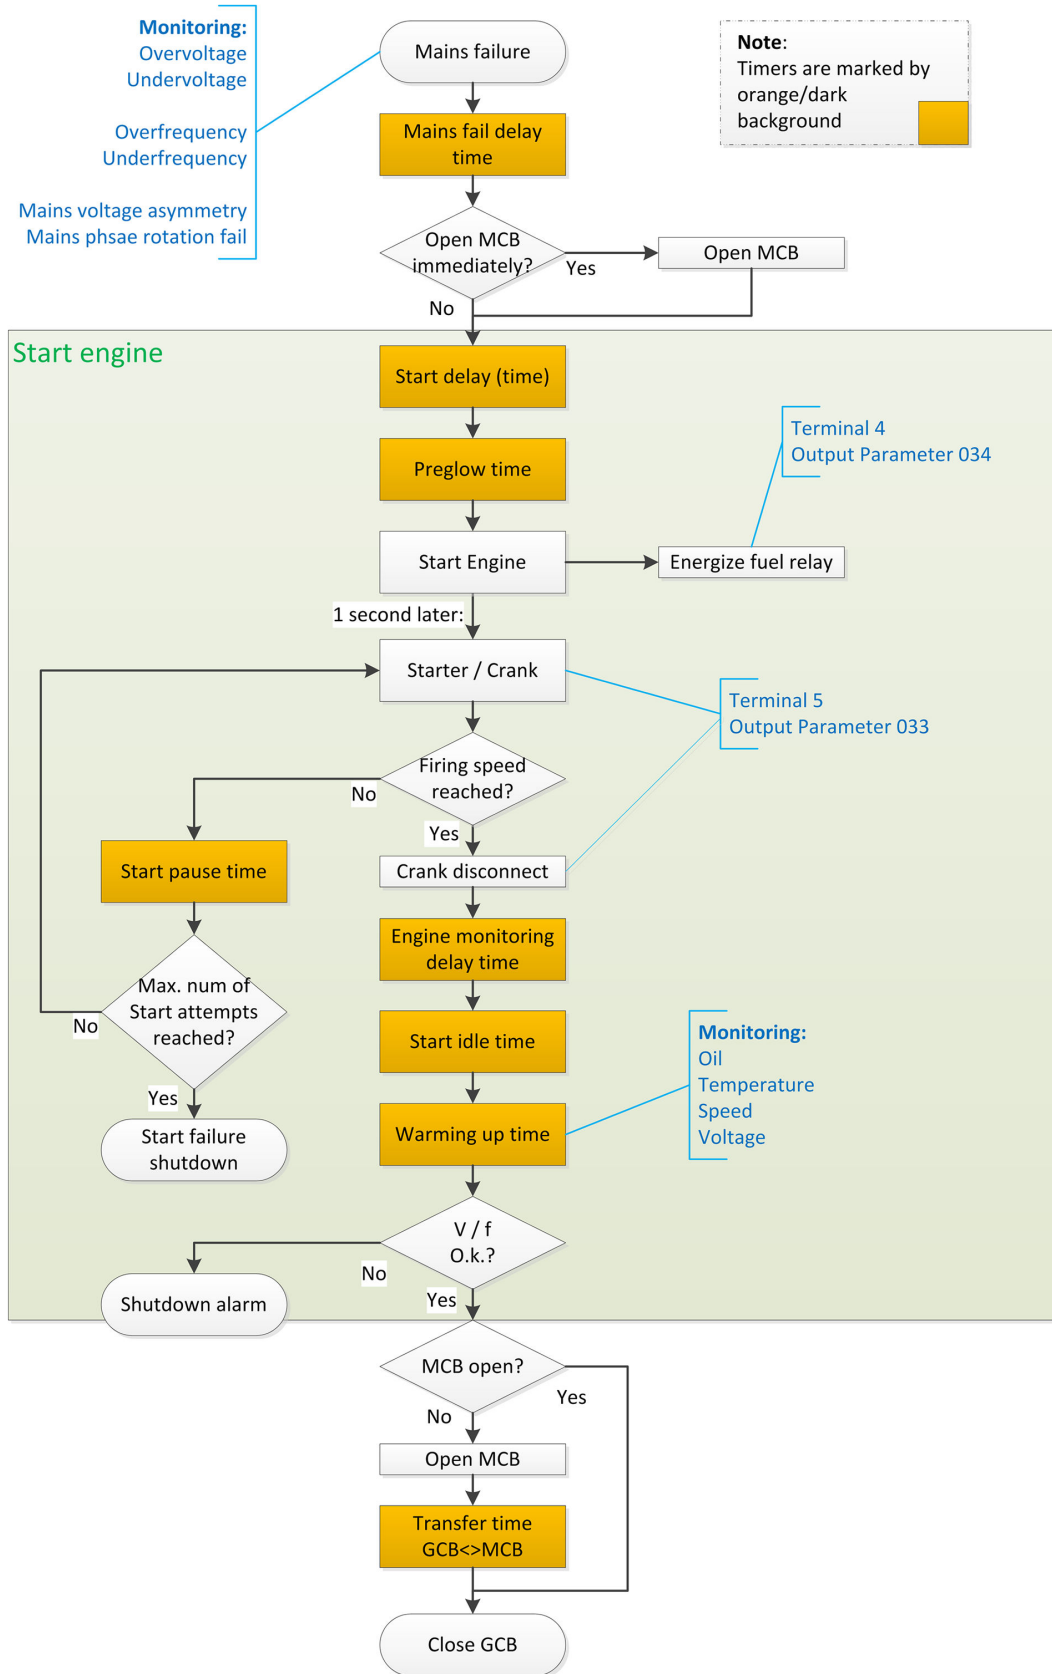 Monitoring:
Overvoltage
Undervoltage
Overfrequency
Underfrequency
Mains voltage asymmetry
Mains phsae rotation fail
Mains failure
Note:
Timers are marked by
orange/dark
background
Mains fail delay
time
Open MCB
immediately?
Yes
Open MCB
No
Start engine
Start delay (time)
Preglow time
Terminal 4
Output Parameter 034
Start Engine
Energize fuel relay
1 second later:
Starter / Crank
Terminal 5
Output Parameter 033
Firing speed
reached?
No
Yes
Start pause time
Crank disconnect
Engine monitoring
delay time
Max. num of
Start attempts
reached?
No
Yes
Start failure
shutdown
Start idle time
Warming up time
Monitoring:
Oil
Temperature
Speed
Voltage
V / f
O.k.?
No
Yes
Shutdown alarm
MCB open?
Yes
No
Open MCB
Transfer time
GCB<>MCB
Close GCB